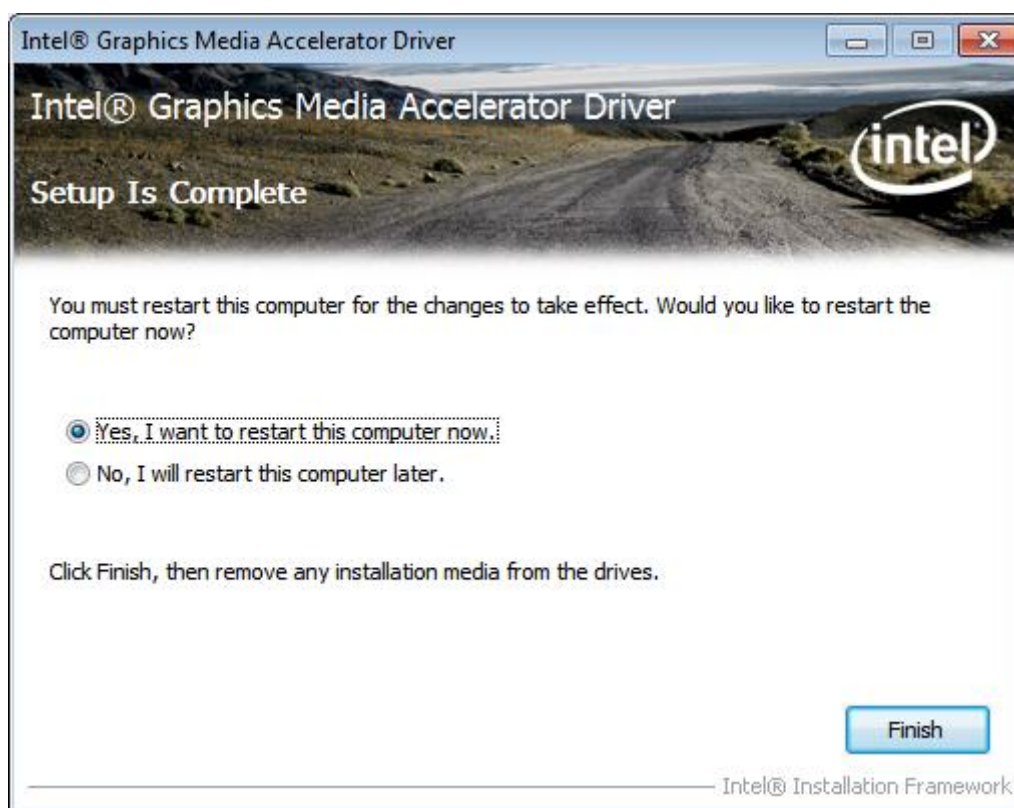 Intel® Graphics Media Accelerator Driver
Intel® Graphics Media Accelerator Driver
intel
Setup Is Complete
You must restart this computer for the changes to take effect. Would you like to restart the
computer now?
Yes, I want to restart this computer now.
No, I will restart this computer later.
Click Finish, then remove any installation media from the drives.
Finish
Intel® Installation Framework